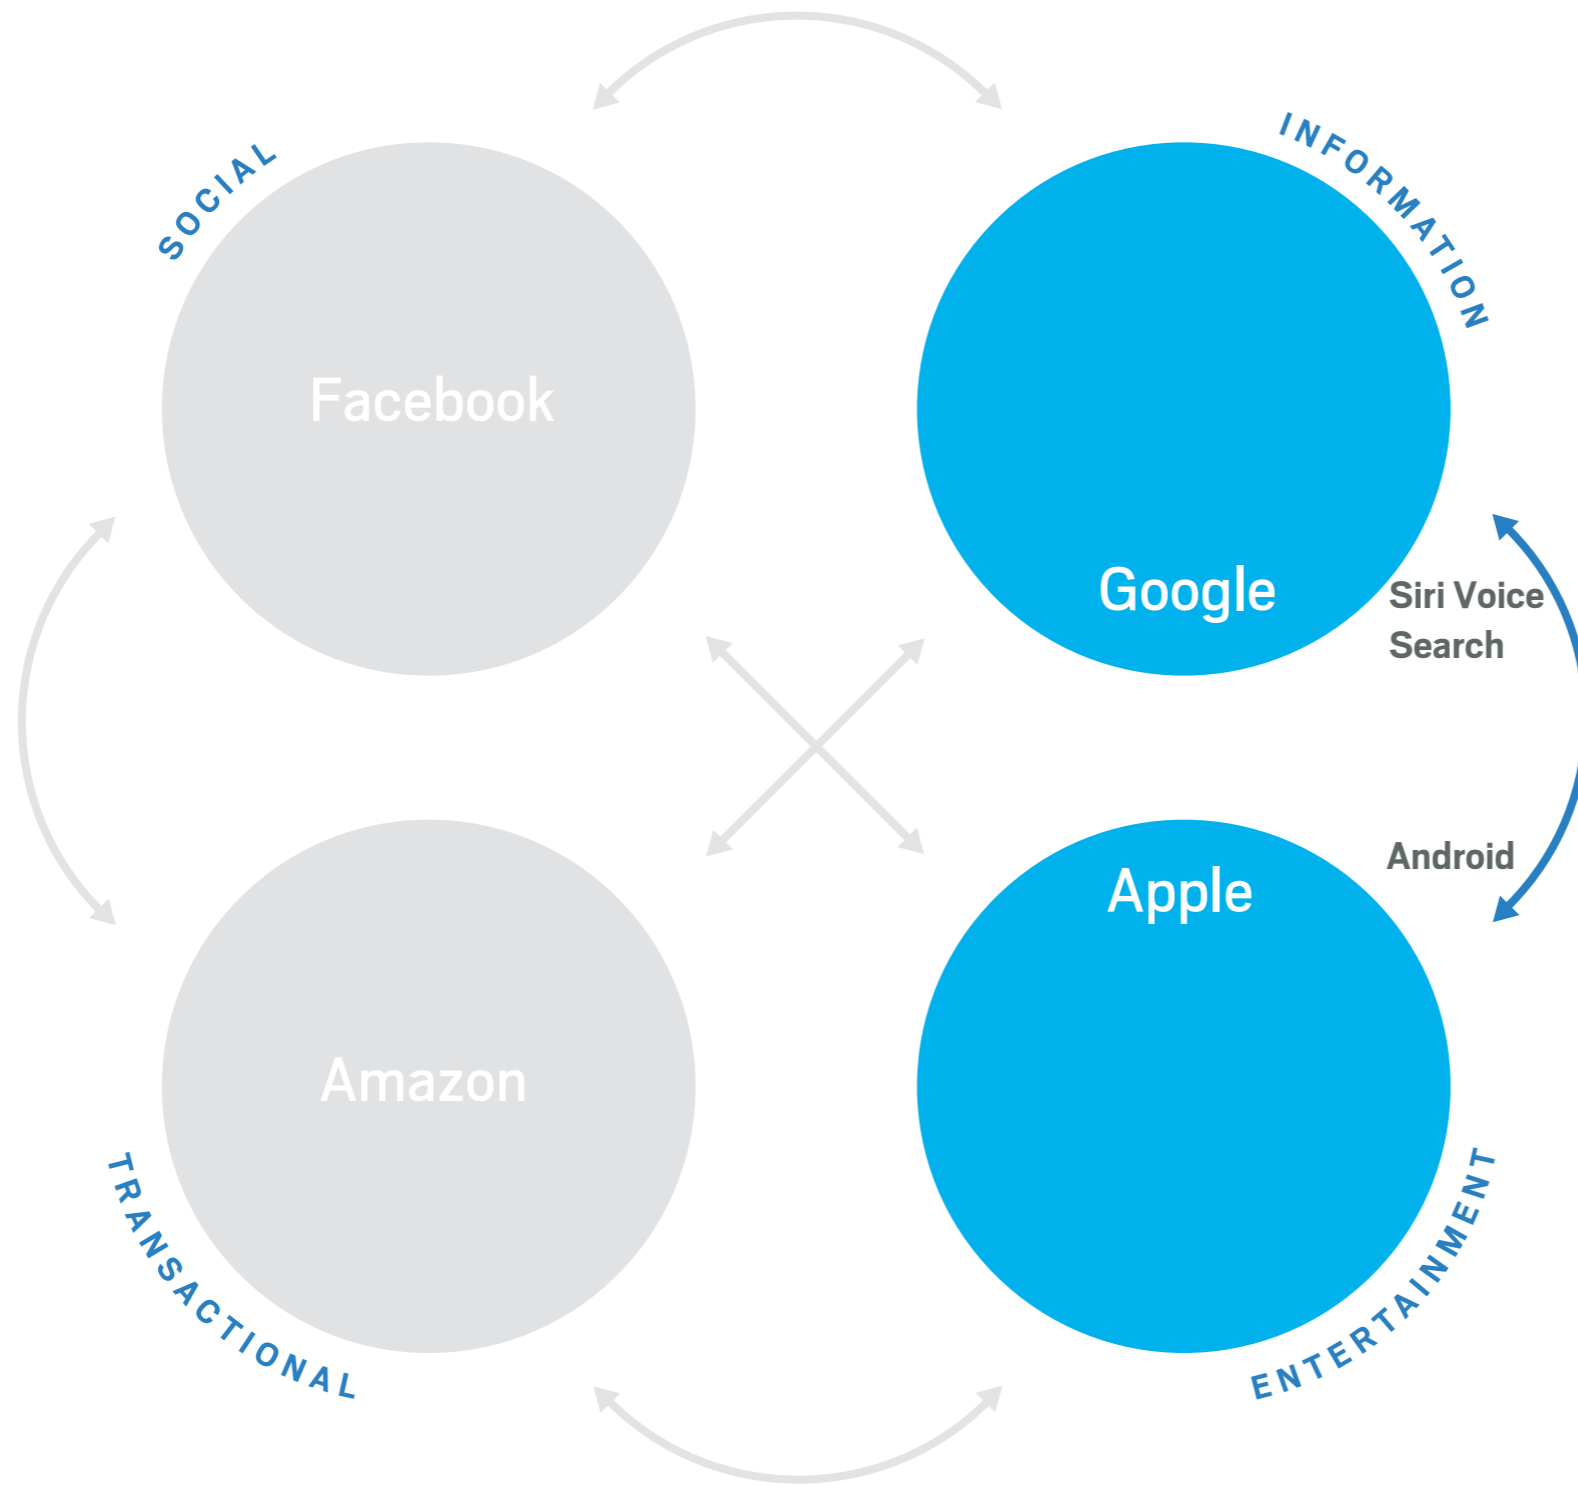 SOCIAL
INFORMATION
Facebook
Google
Siri Voice
Search
Android
Apple
Amazon
TRANSACTIONAL
ENTERTAINMENT